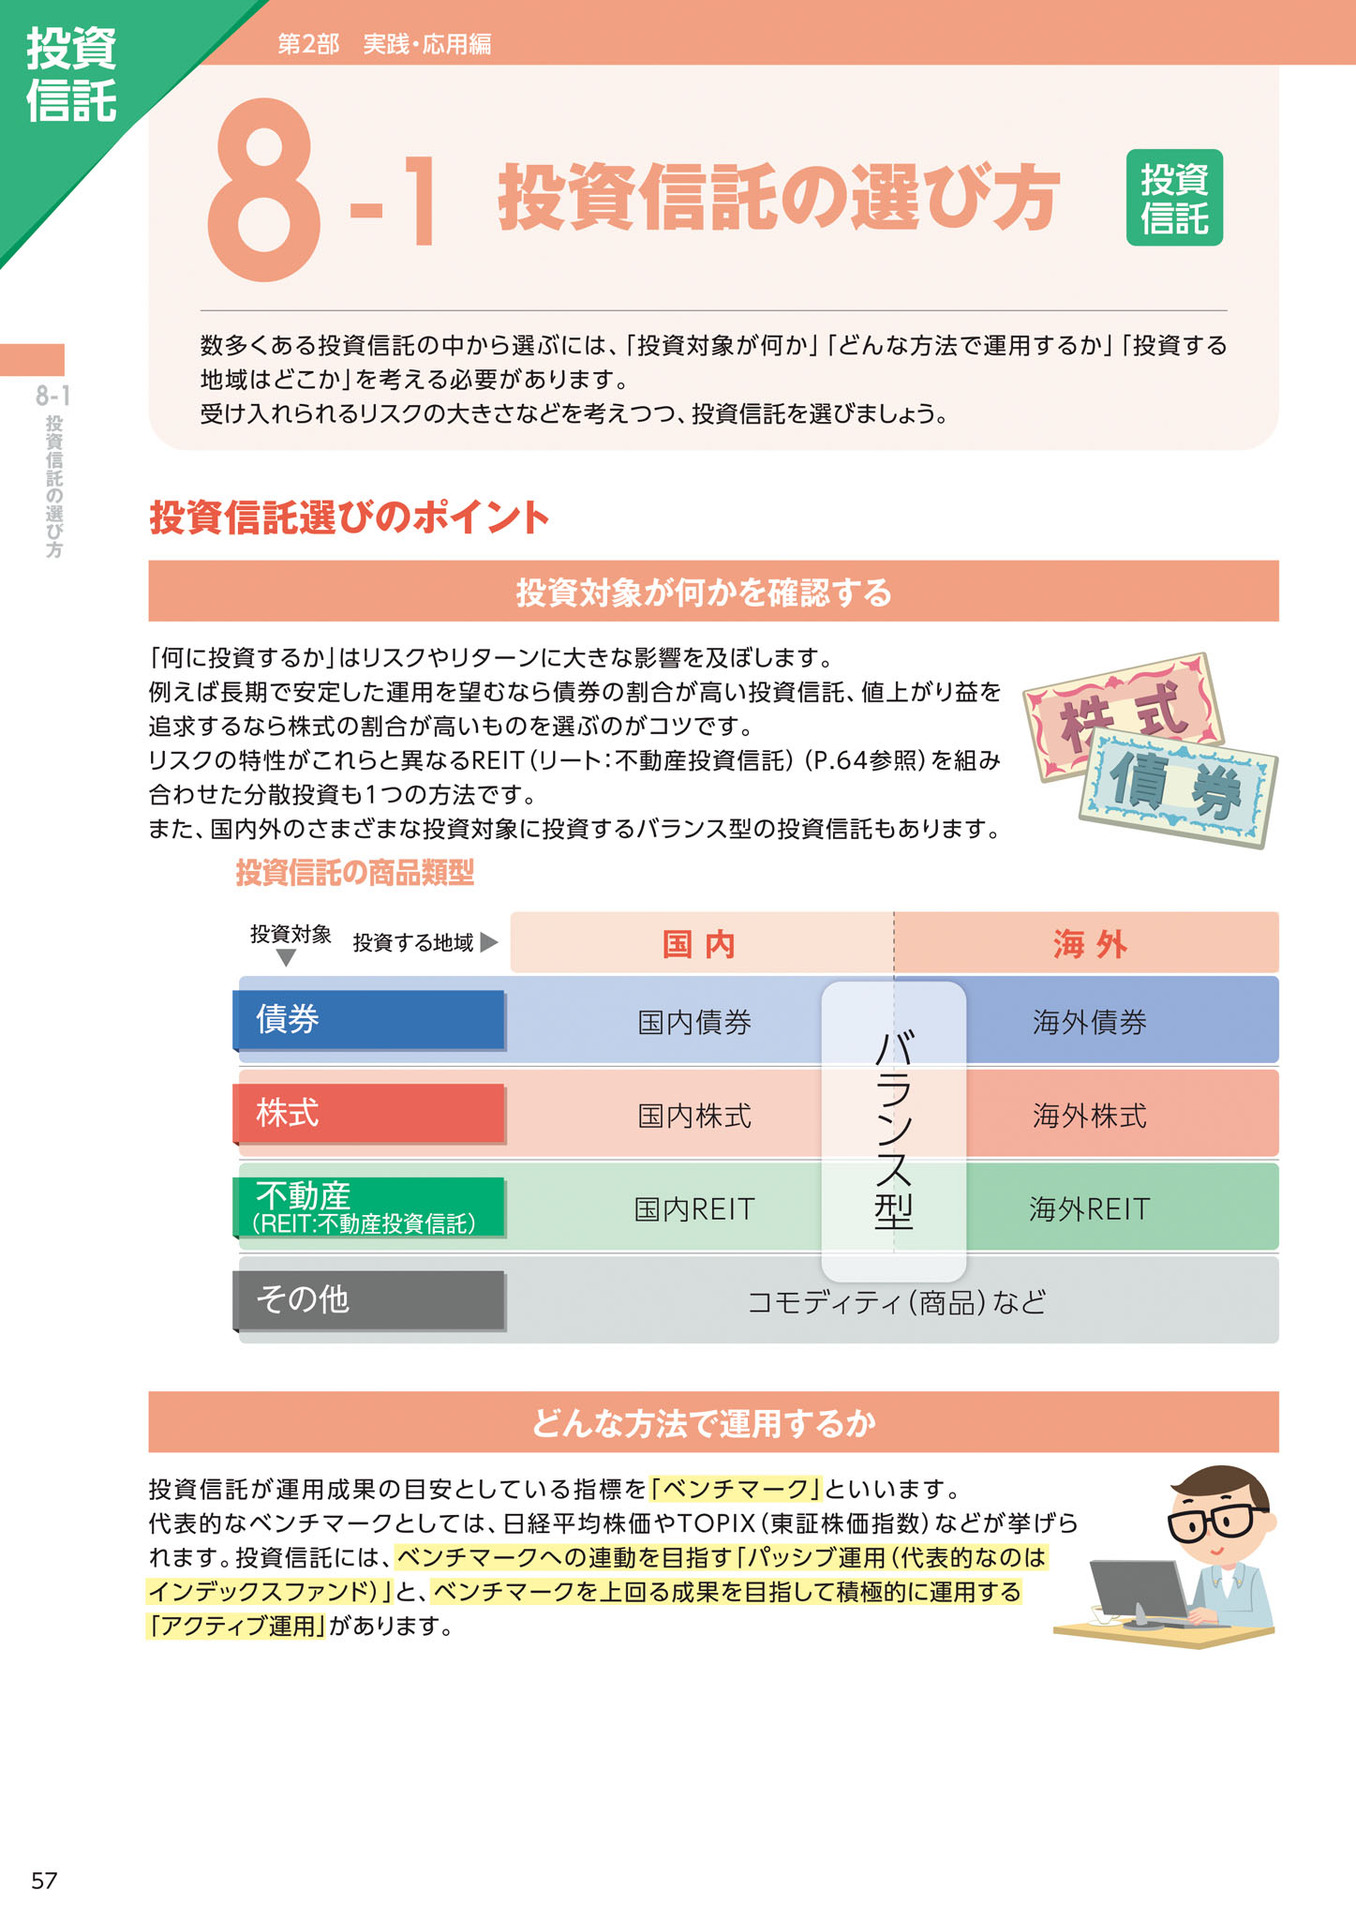 投資
信託
第2部　実践・応用編
8-1 投資信託の選び方
投資
信託
数多くある投資信託の中から選ぶには、「投資対象が何か」「どんな方法で運用するか」「投資する
地域はどこか」を考える必要があります。
受け入れられるリスクの大きさなどを考えつつ、投資信託を選びましょう。
8-1
投資信託の選び方
投資信託選びのポイント
投資対象が何かを確認する
「何に投資するか」はリスクやリターンに大きな影響を及ぼします。
例えば長期で安定した運用を望むなら債券の割合が高い投資信託、値上がり益を
追求するなら株式の割合が高いものを選ぶのがコツです。
リスクの特性がこれらと異なるREIT（リート：不動産投資信託）（P.64参照）を組み
合わせた分散投資も1つの方法です。
また、国内外のさまざまな投資対象に投資するバランス型の投資信託もあります。
株式
債券
投資信託の商品類型
投資対象
▼
投資する地域▶
国内
海外
債券
国内債券
海外債券
株式
国内株式
海外株式
不動産
（REIT：不動産投資信託）
国内REIT
海外REIT
バランス型
その他
コモディティ（商品）など
どんな方法で運用するか
投資信託が運用成果の目安としている指標を「ベンチマーク」といいます。
代表的なベンチマークとしては、日経平均株価やTOPIX（東証株価指数）などが挙げら
れます。投資信託には、ベンチマークへの連動を目指す「パッシブ運用（代表的なのは
インデックスファンド）」と、ベンチマークを上回る成果を目指して積極的に運用する
「アクティブ運用」があります。
57